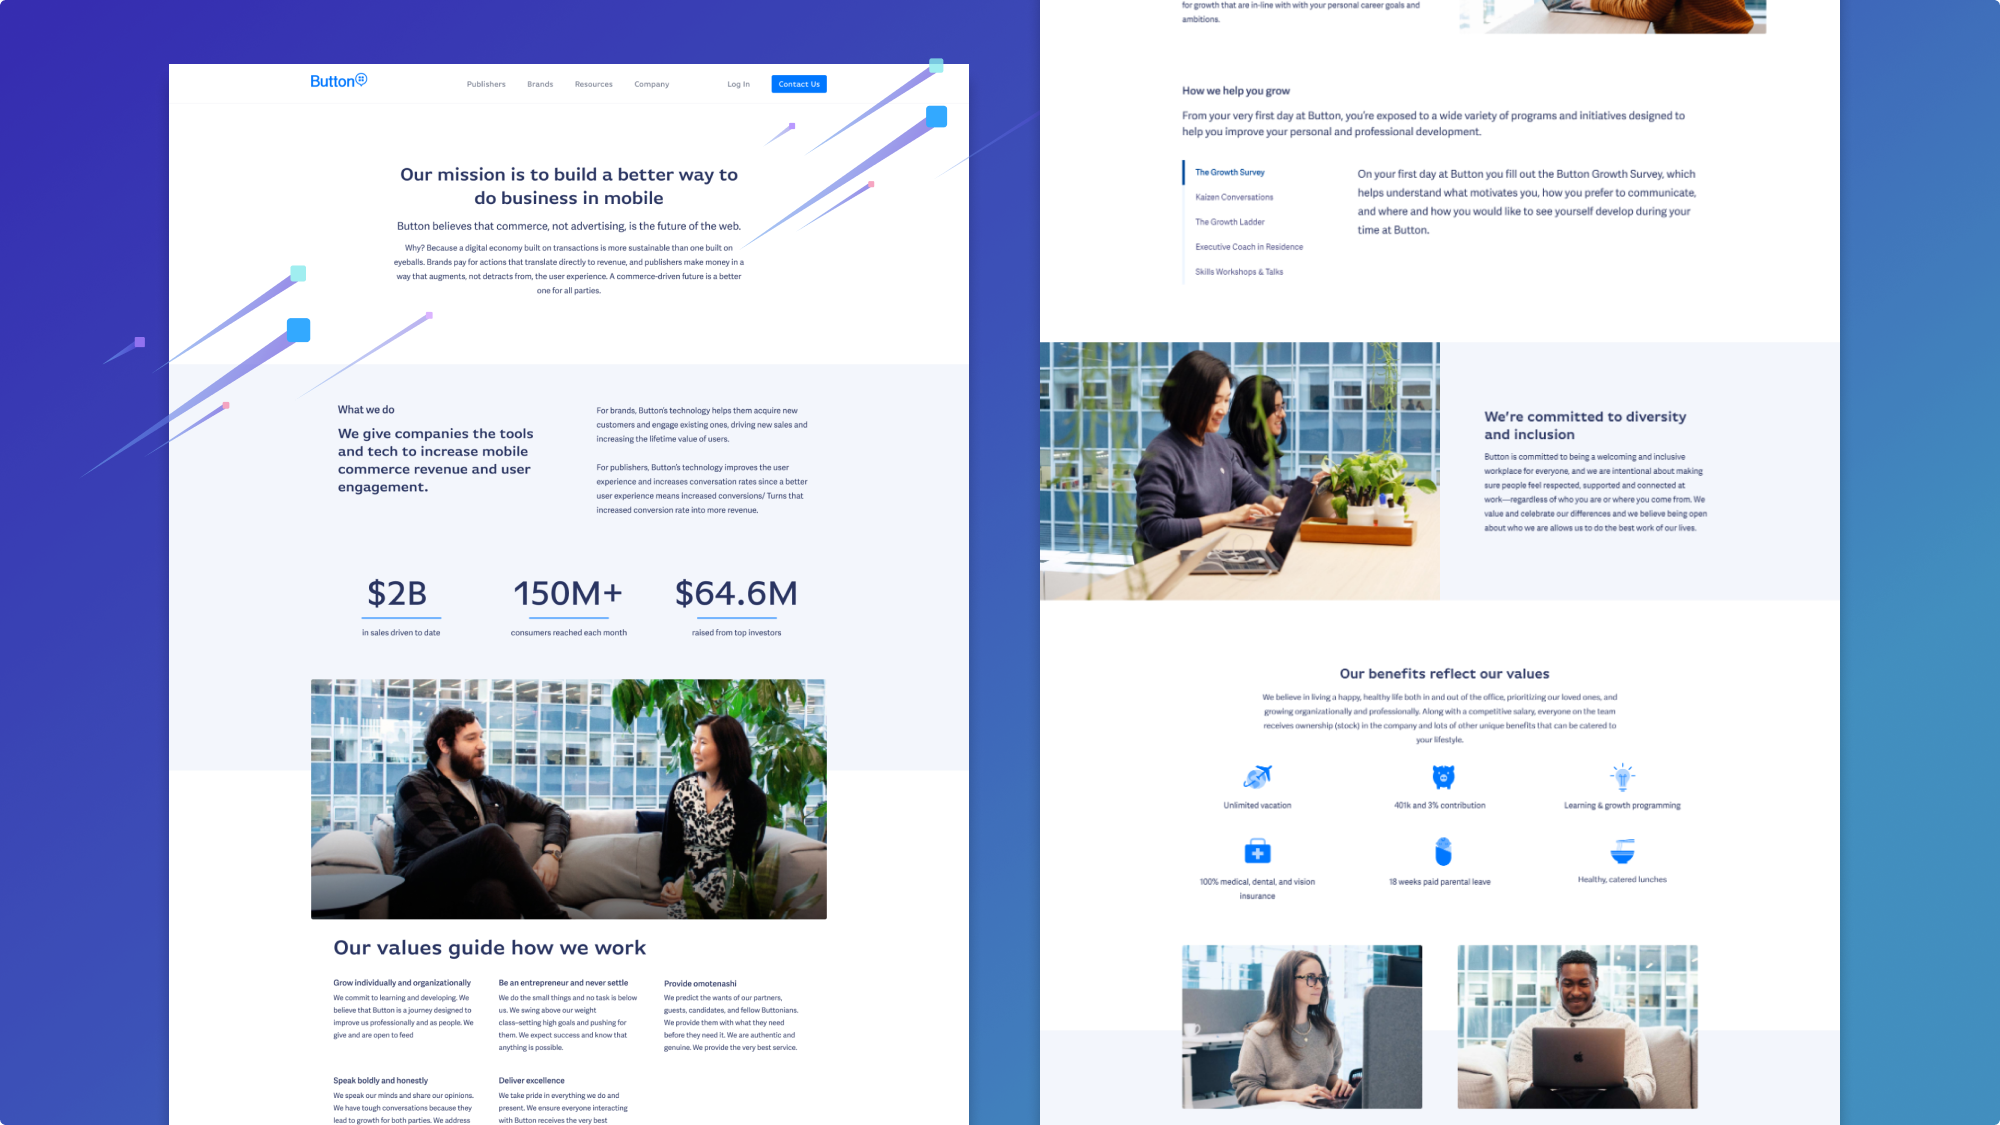 Button
Publishers
Brands
Resources
Company
Log In
Contact Us
Our mission is to build a better way to
do business in mobile
Button believes that commerce, not advertising, is the future of the web.
Why? Because a digital economy built on transactions is more sustainable than one built on
eyeballs. Brands pay for actions that translate directly to revenue, and publishers make money in a
way that augments, not detracts from, the user experience. A commerce-driven future is a better
one for all parties.
What we do
We give companies the tools
and tech to increase mobile
commerce revenue and user
engagement.
For brands, Button's technology helps them acquire new
customers and engage existing ones, driving new sales and
increasing the lifetime value of users.
For publishers, Button's technology improves the user
experience and increases conversation rates since a better
user experience means increased conversions/ Turns that
increased conversion rate into more revenue.
$2B
in sales driven to date
150M+
consumers reached each month
$64.6M
raised from top investors
Our values guide how we work
Grow individually and organizationally
We commit to learning and developing. We
believe that Button is a journey designed to
improve us professionally and as people. We
give and are open to feed
Be an entrepreneur and never settle
We do the small things and no task is below
us. We swing above our weight
class–setting high goals and pushing for
them. We expect success and know that
anything is possible.
Provide omotenashi
We predict the wants of our partners,
guests, candidates, and fellow Buttonians.
We provide them with what they need
before they need it. We are authentic and
genuine. We provide the very best service.
Speak boldly and honestly
We speak our minds and share our opinions.
We have tough conversations because they
lead to growth for both parties. We address
Deliver excellence
We take pride in everything we do and
present. We ensure everyone interacting
with Button receives the very best
for growth that are in-line with with your personal career goals and
ambitions.
How we help you grow
From your very first day at Button, you're exposed to a wide variety of programs and initiatives designed to
help you improve your personal and professional development.
The Growth Survey
Kaizen Conversations
The Growth Ladder
Executive Coach in Residence
Skills Workshops & Talks
On your first day at Button you fill out the Button Growth Survey, which
helps understand what motivates you, how you prefer to communicate,
and where and how you would like to see yourself develop during your
time at Button.
We're committed to diversity
and inclusion
Button is committed to being a welcoming and inclusive
workplace for everyone, and we are intentional about making
sure people feel respected, supported and connected at
work—regardless of who you are or where you come from. We
value and celebrate our differences and we believe being open
about who we are allows us to do the best work of our lives.
Our benefits reflect our values
We believe in living a happy, healthy life both in and out of the office, prioritizing our loved ones, and
growing organizationally and professionally. Along with a competitive salary, everyone on the team
receives ownership (stock) in the company and lots of other unique benefits that can be catered to
your lifestyle.
Unlimited vacation
401k and 3% contribution
Learning & growth programming
100% medical, dental, and vision
insurance
18 weeks paid parental leave
Healthy, catered lunches